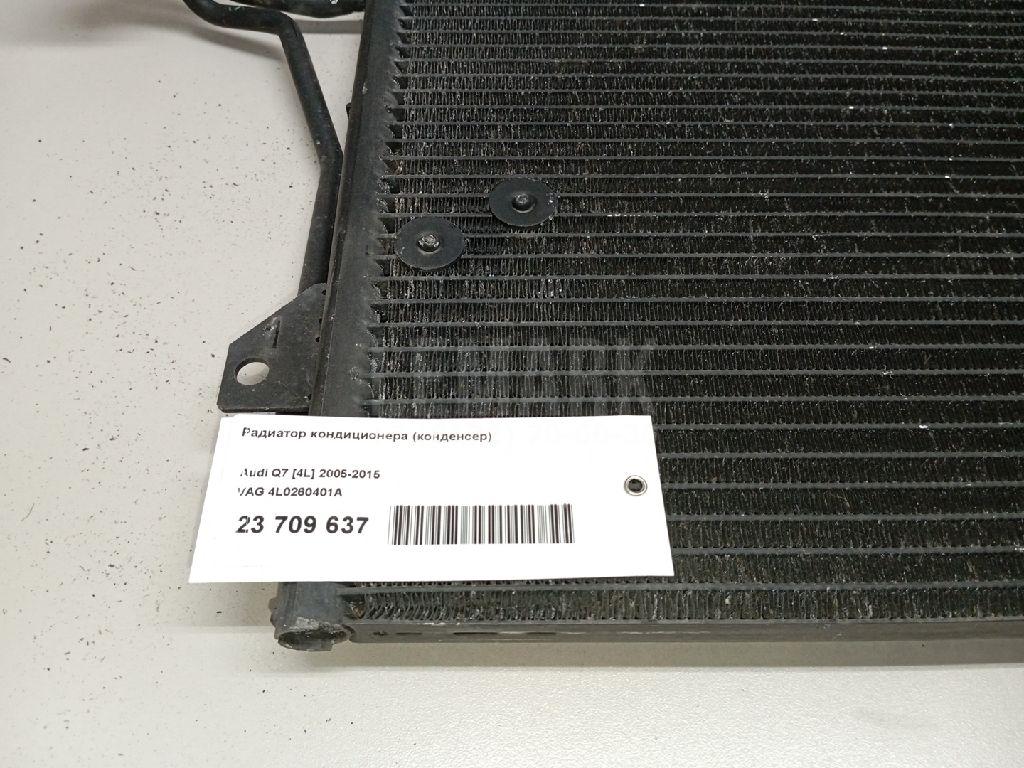 Радиатор кондиционера (конденсер)
Audi Q7 [4L] 2005-2015
VAG 4L0260401A
23 709 637